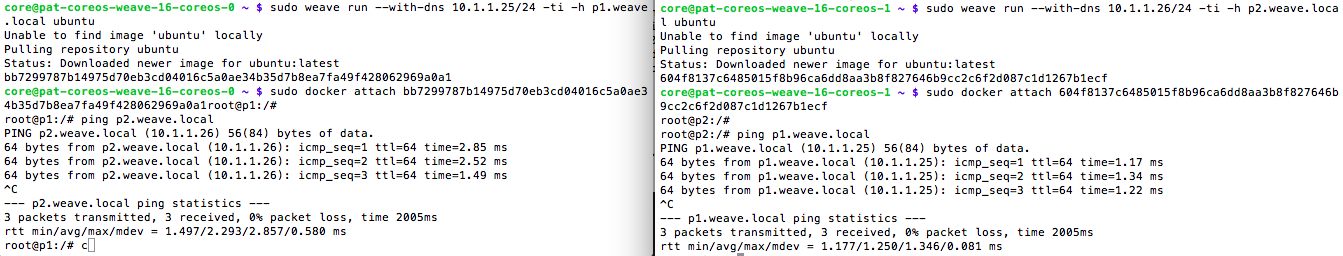 core@pat-coreos-weave-16-coreos-0 ~ $ sudo weave run --with-dns 10.1.1.25/24 -ti -h p1.weave
.local ubuntu
Unable to find image 'ubuntu' locally
Pulling repository ubuntu
Status: Downloaded newer image for ubuntu:latest
bb7299787b14975d70eb3cd04016c5a0ae34b35d7b8ea7fa49f428062969a0a1
core@pat-coreos-weave-16-coreos-0 ~ $ sudo docker attach bb7299787b14975d70eb3cd04016c5a0ae3
4b35d7b8ea7fa49f428062969a0a1root@p1:/#
root@p1:/# ping p2.weave.local
PING p2.weave.local (10.1.1.26) 56(84) bytes of data.
64 bytes from p2.weave.local (10.1.1.26): icmp_seq=1 ttl=64 time=2.85 ms
64 bytes from p2.weave.local (10.1.1.26): icmp_seq=2 ttl=64 time=2.52 ms
64 bytes from p2.weave.local (10.1.1.26): icmp_seq=3 ttl=64 time=1.49 ms
^C
--- p2.weave.local ping statistics ---
3 packets transmitted, 3 received, 0% packet loss, time 2005ms
rtt min/avg/max/mdev = 1.497/2.293/2.857/0.580 ms
root@p1:/# c
core@pat-coreos-weave-16-coreos-1 ~ $ sudo weave run --with-dns 10.1.1.26/24 -ti -h p2.weave.loca
l ubuntu
Unable to find image 'ubuntu' locally
Pulling repository ubuntu
Status: Downloaded newer image for ubuntu:latest
604f8137c6485015f8b96ca6dd8aa3b8f827646b9cc2c6f2d087c1d1267b1ecf
core@pat-coreos-weave-16-coreos-1 ~ $ sudo docker attach 604f8137c6485015f8b96ca6dd8aa3b8f827646b
9cc2c6f2d087c1d1267b1ecf
root@p2:/#
root@p2:/# ping p1.weave.local
PING p1.weave.local (10.1.1.25) 56(84) bytes of data.
64 bytes from p1.weave.local (10.1.1.25): icmp_seq=1 ttl=64 time=1.17 ms
64 bytes from p1.weave.local (10.1.1.25): icmp_seq=2 ttl=64 time=1.34 ms
64 bytes from p1.weave.local (10.1.1.25): icmp_seq=3 ttl=64 time=1.22 ms
^C
--- p1.weave.local ping statistics ---
3 packets transmitted, 3 received, 0% packet loss, time 2005ms
rtt min/avg/max/mdev = 1.177/1.250/1.346/0.081 ms